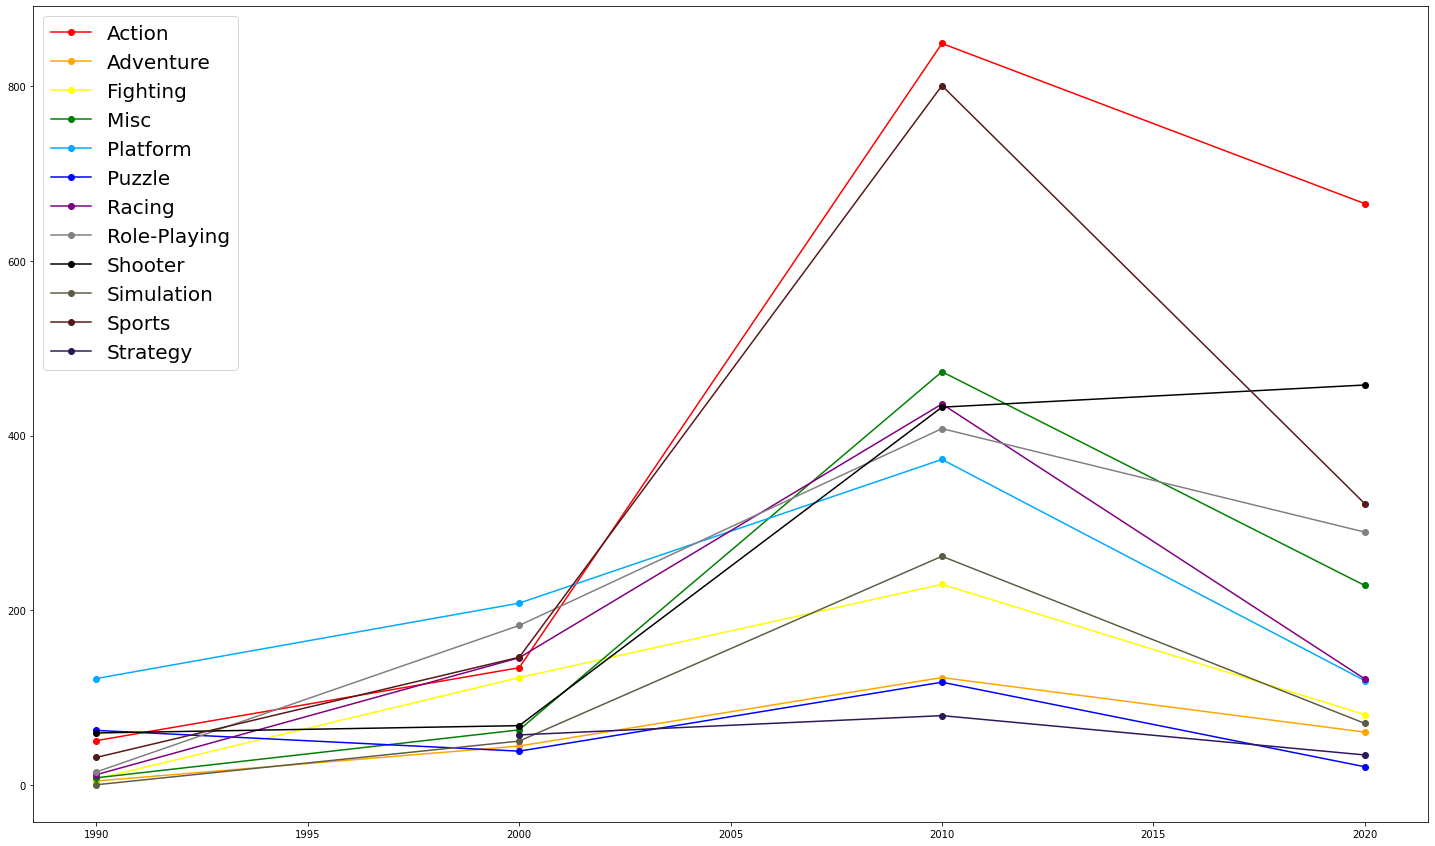 Action
Adventure
Fighting
Misc
Platform
Puzzle
Racing
Role-Playing
Shooter
Simulation
Sports
Strategy
800
600
400
200
0
1990
1995
2000
2005
2010
2015
2020